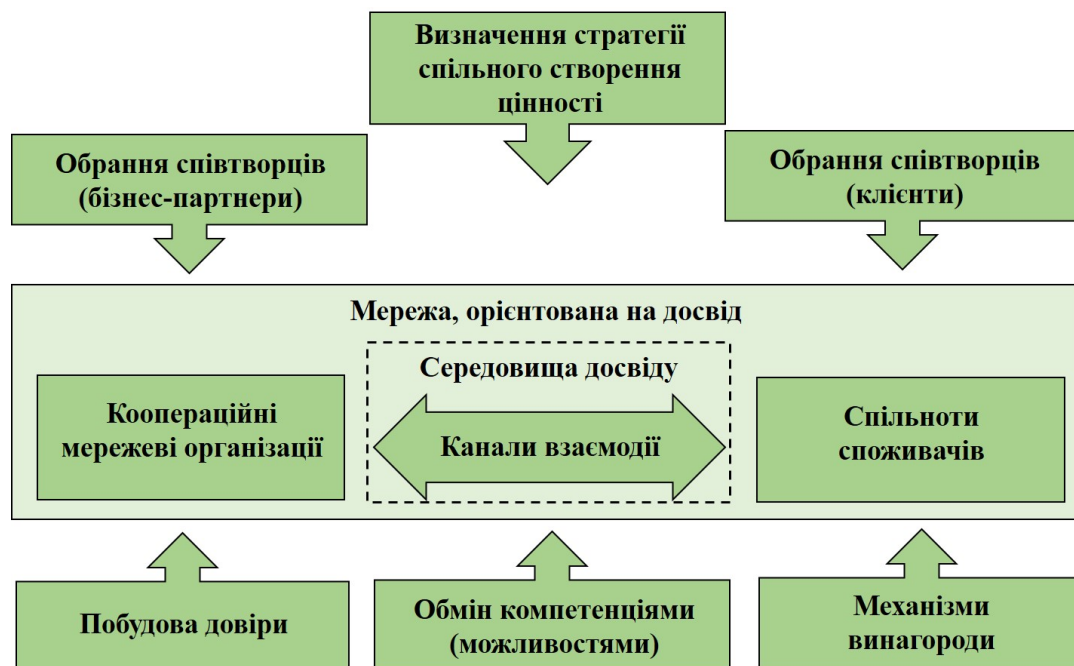 Визначення стратегії
спільного створення
цінності
Обрання співтворців
(бізнес-партнери)
Обрання співтворців
(клієнти)
Мережа, орієнтована на досвід
Середовища досвіду
Коопераційні
мережеві організації
Канали взаємодії
Спільноти
споживачів
Побудова довіри
Обмін компетенціями
(можливостями)
Механізми
винагороди